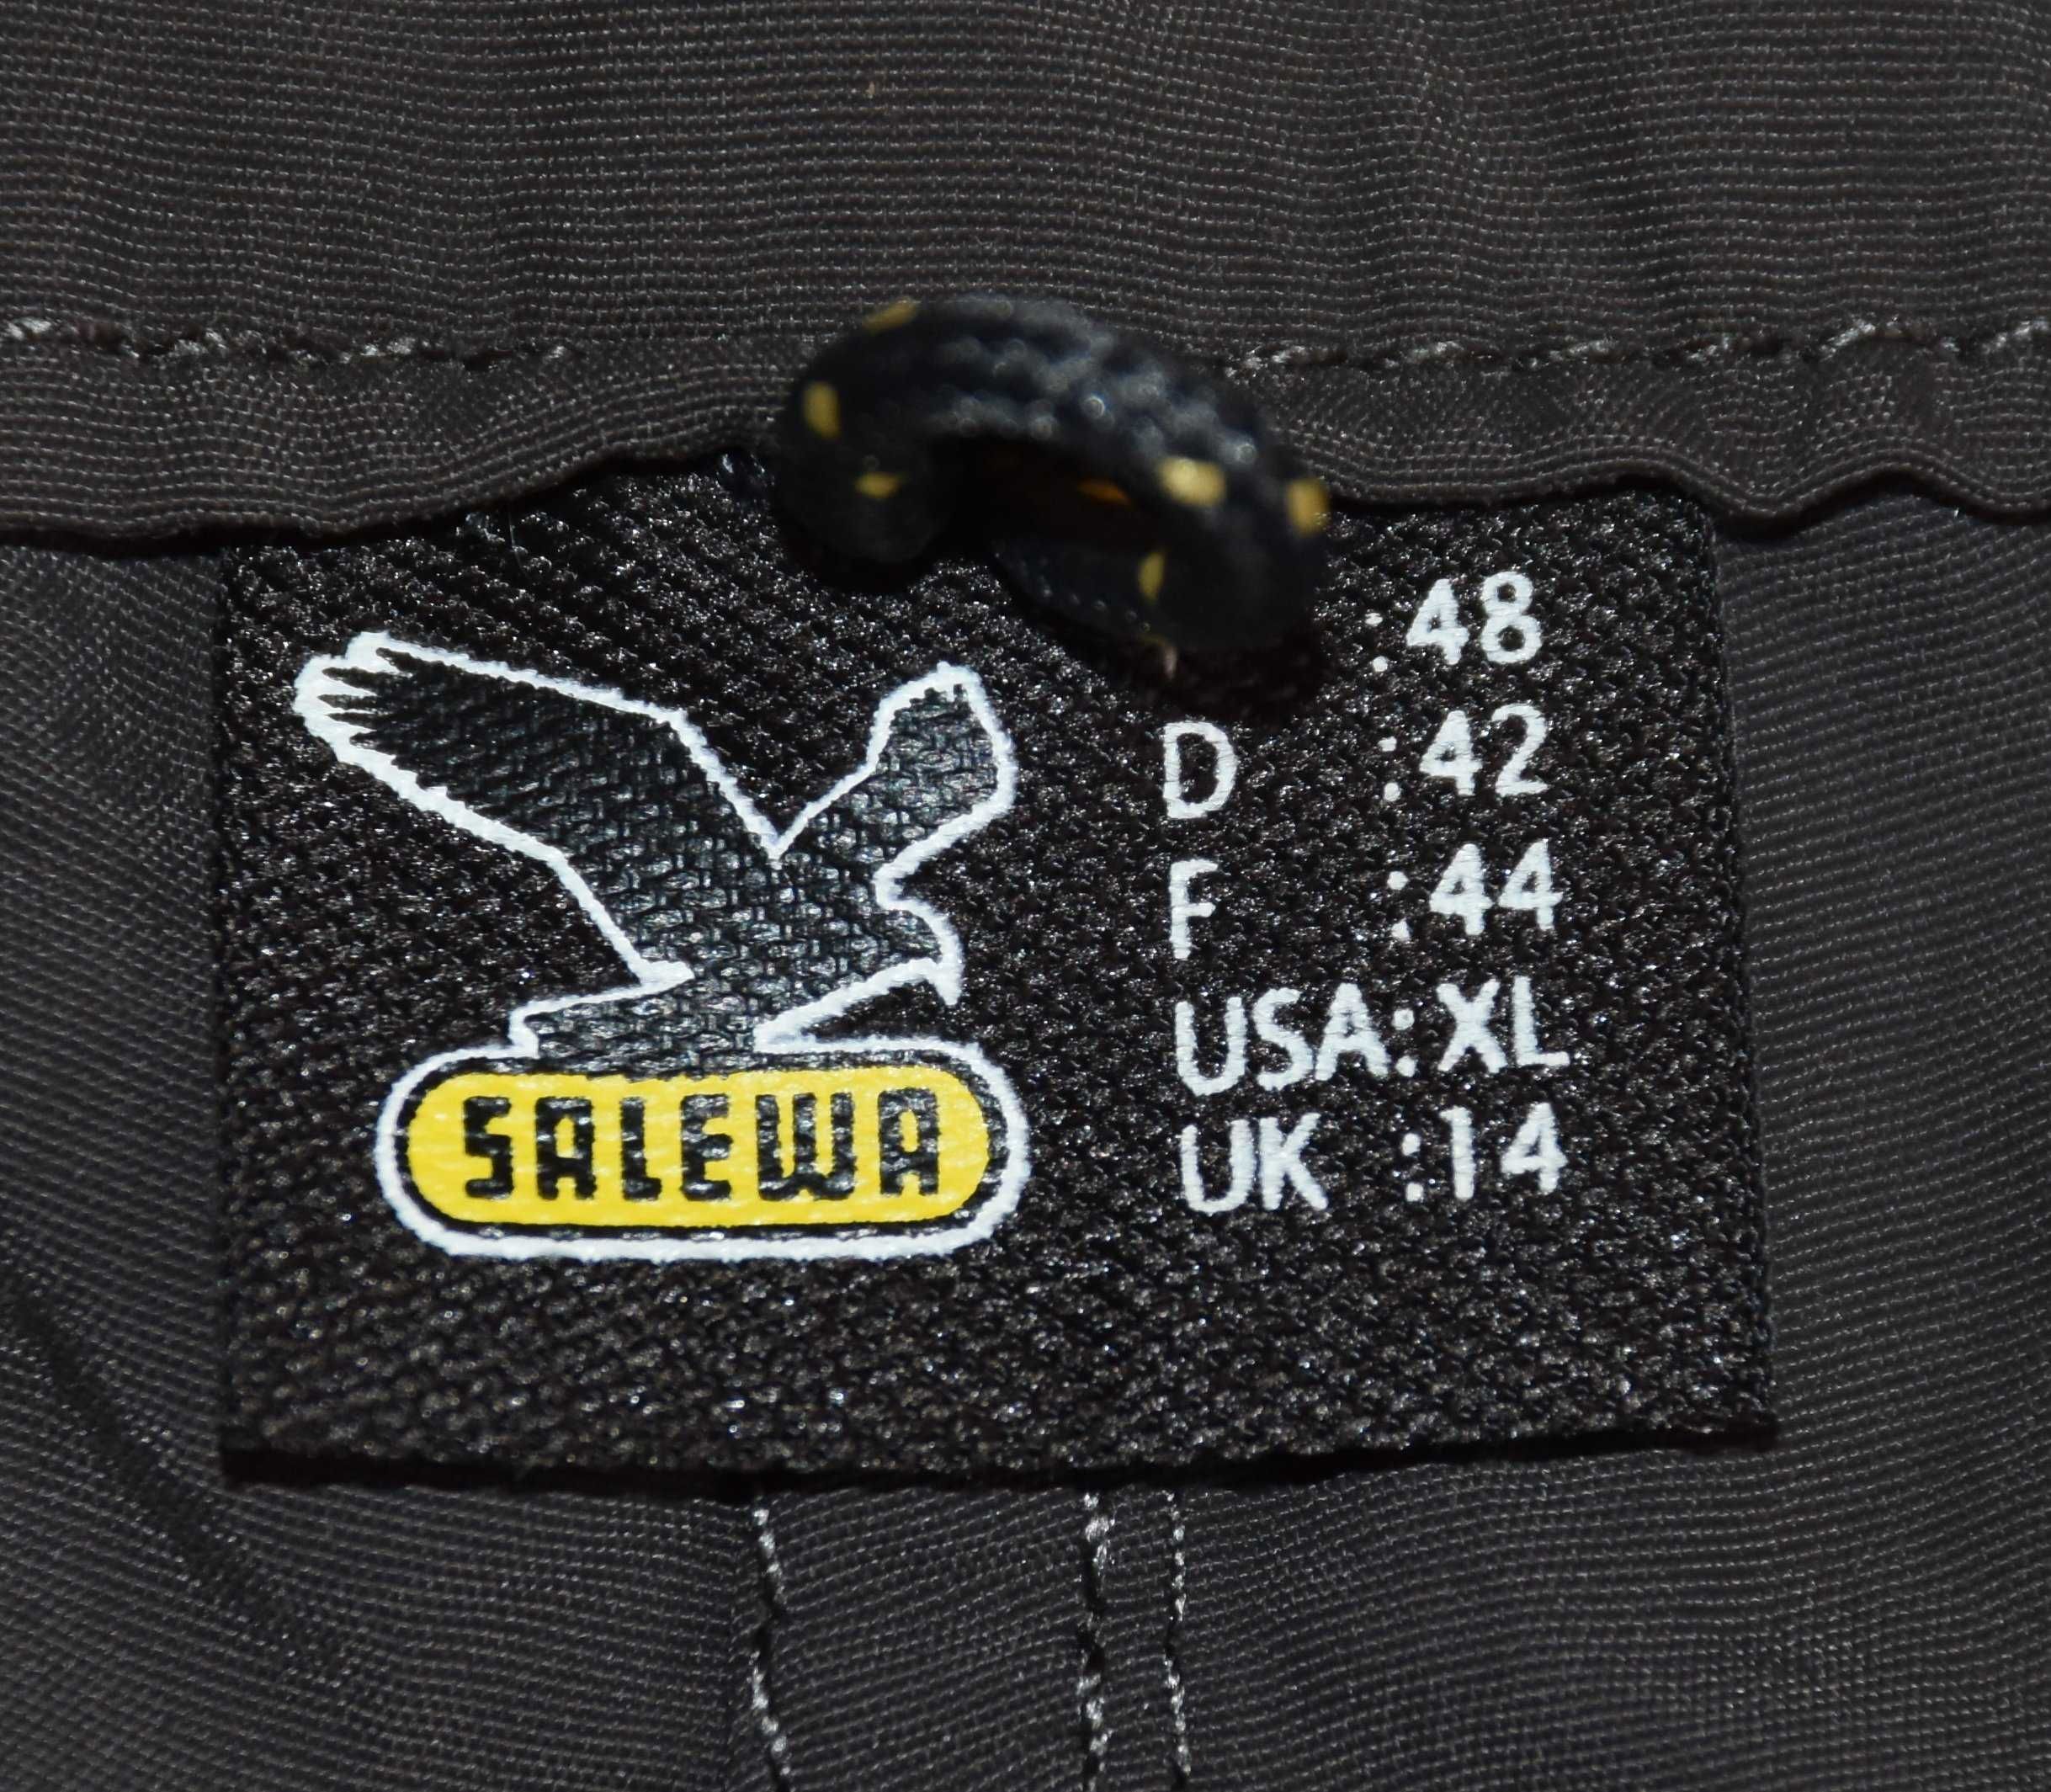 SALEWA
:48
D :42
F :44
USA: XL
UK :14